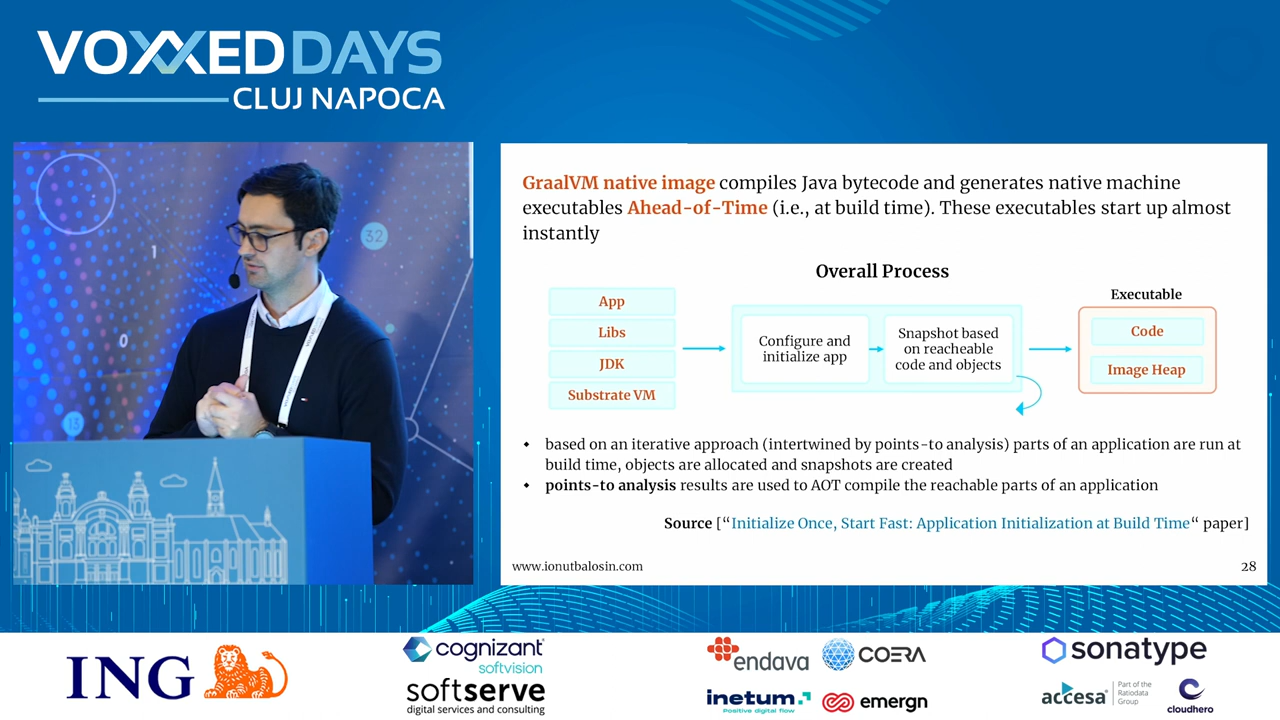 VOXXEDDAYS
CLUJ NAPOCA
32
1
0
13
GraalVM native image compiles Java bytecode and generates native machine
executables Ahead-of-Time (i.e., at build time). These executables start up almost
instantly
Overall Process
App
Libs
JDK
Substrate VM
Configure and
initialize app
Snapshot based
on reacheable
code and objects
Executable
Code
Image Heap
⬥ based on an iterative approach (intertwined by points-to analysis) parts of an application are run at
build time, objects are allocated and snapshots are created
⬥ points-to analysis results are used to AOT compile the reachable parts of an application
Source [“Initialize Once, Start Fast: Application Initialization at Build Time“ paper]
www.ionutbalosin.com
28
ING
cognizant
softvision
softserve
digital services and consulting
endava
COERA
inetum.
Positive digital flow
emergn
sonatype
accesa
Part of the
Ratiodata
Group
cloudhero